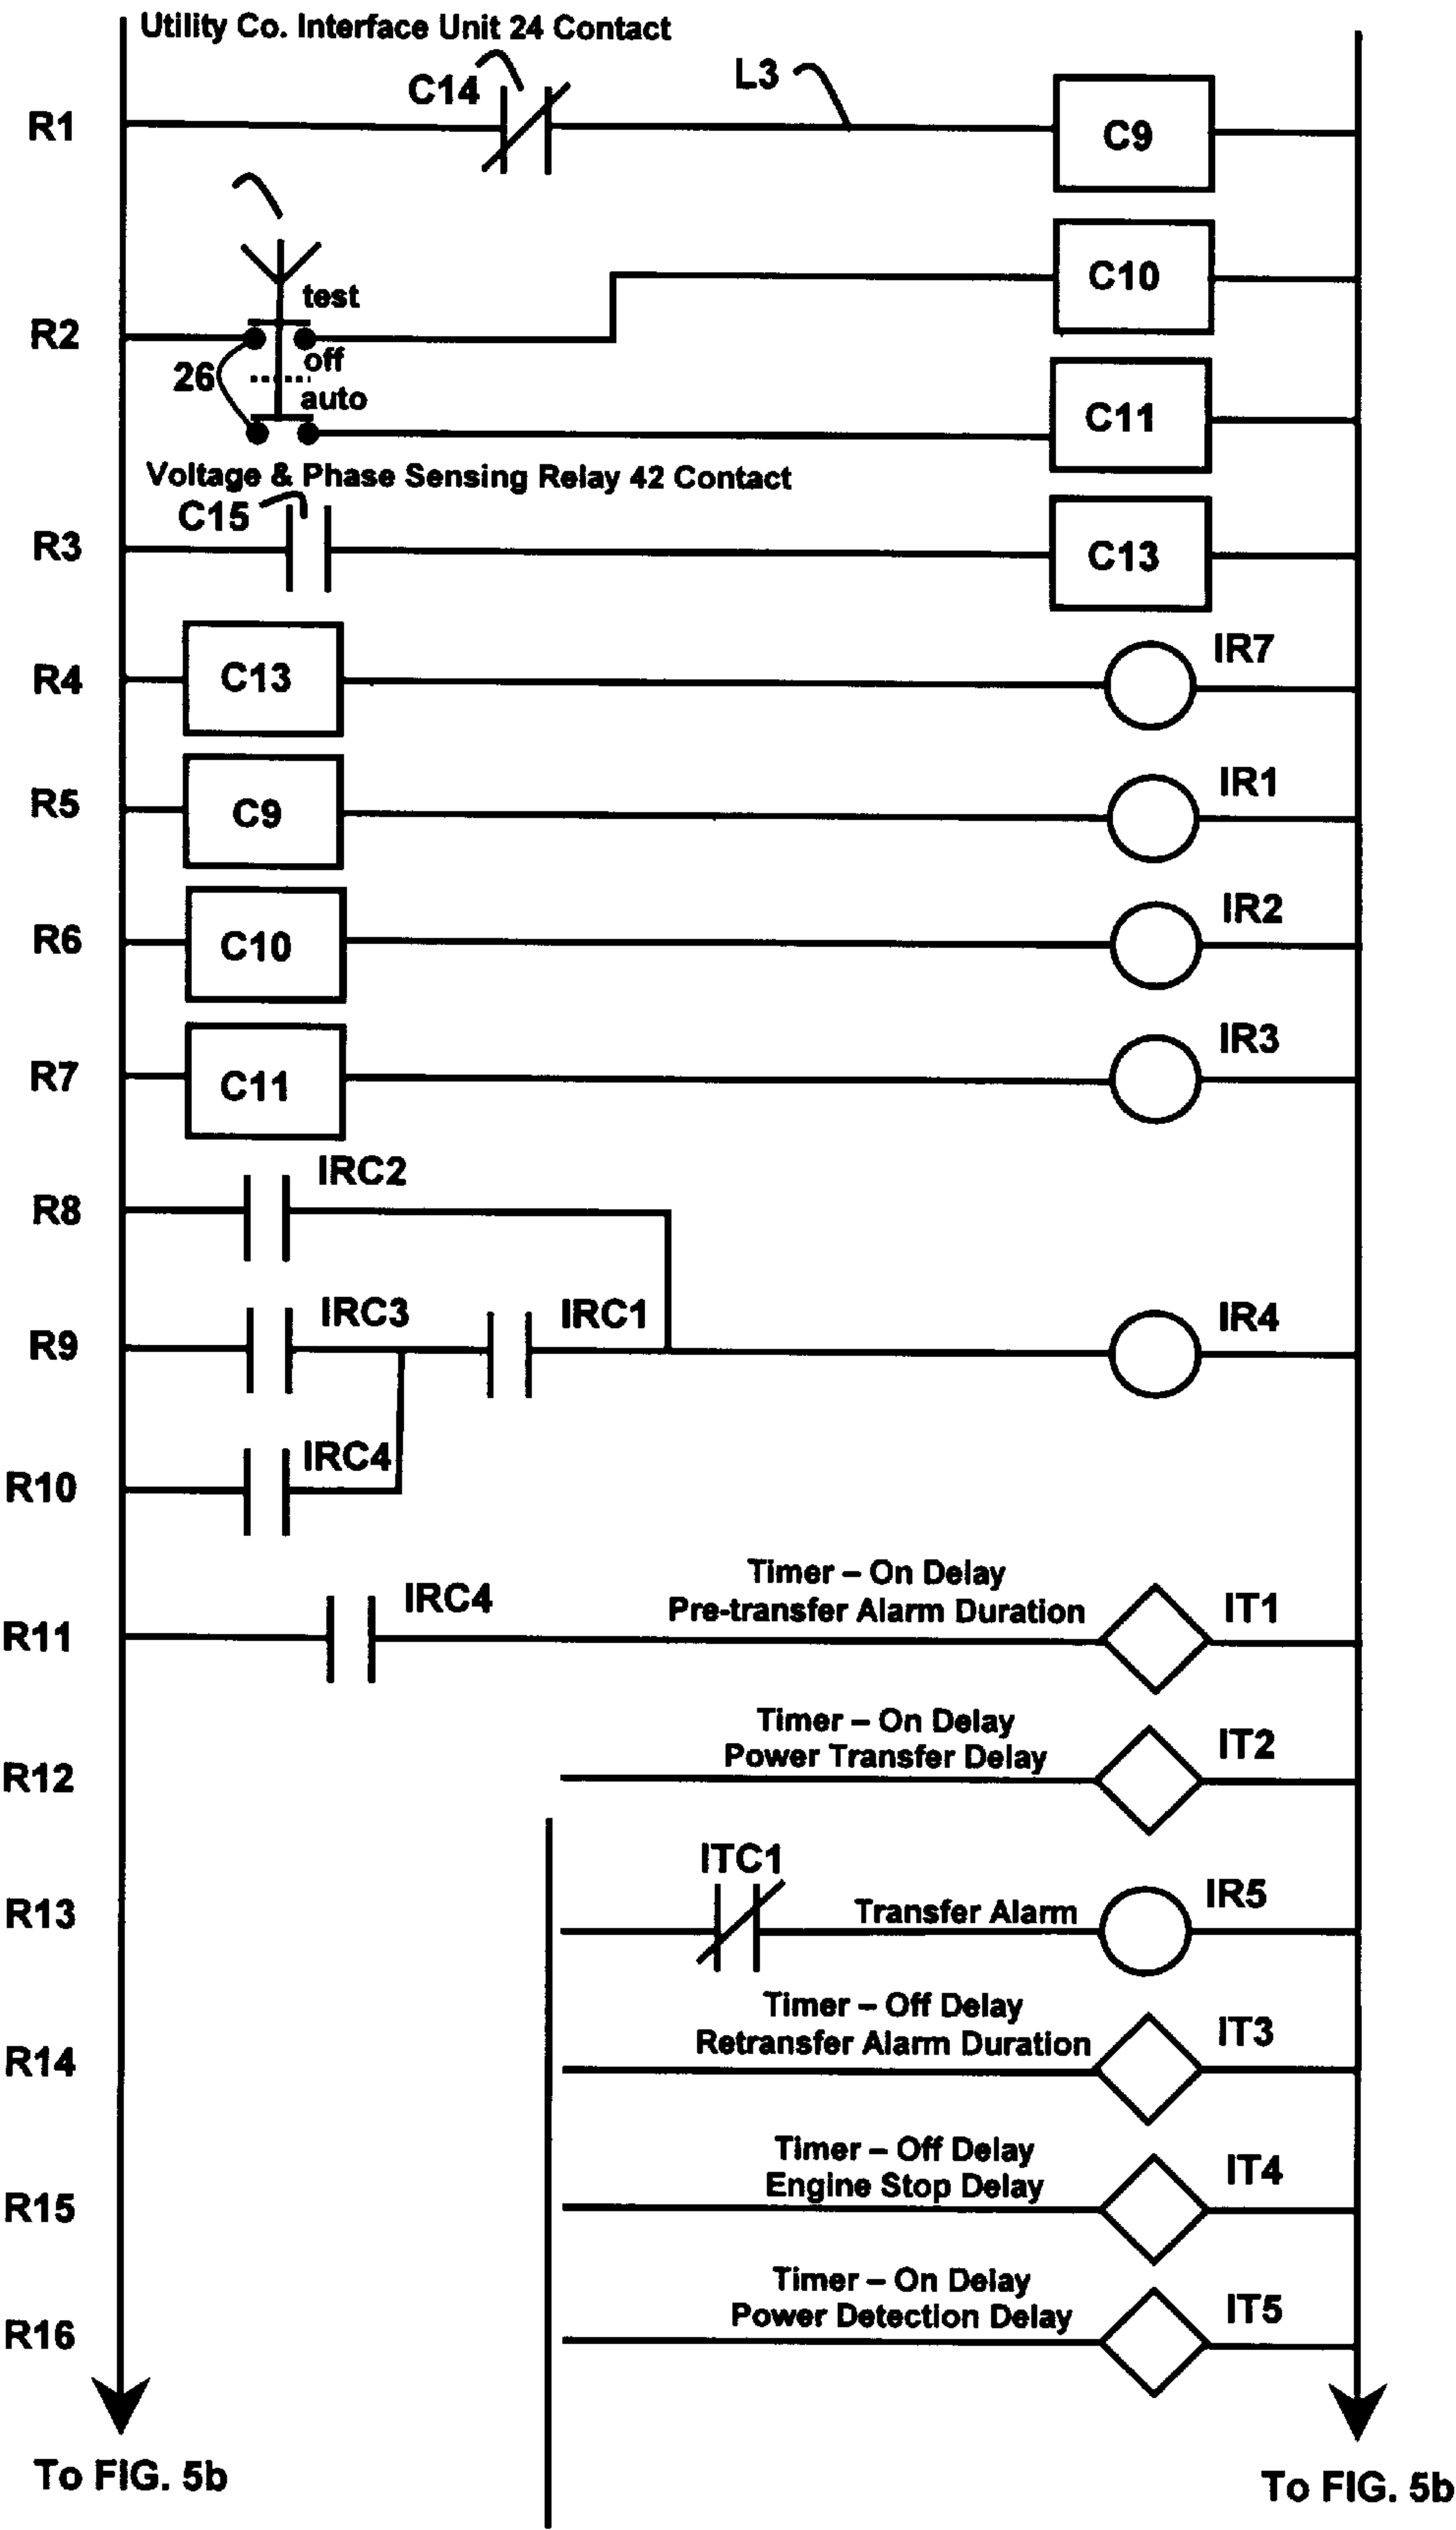 Utility Co. Interface Unit 24 Contact
C14
L3
R1
C9
C10
test
R2
off
26
auto
C11
Voltage & Phase Sensing Relay 42 Contact
C15
R3
C13
R4
C13
IR7
R5
C9
IR1
R6
C10
IR2
R7
C11
IR3
R8
IRC2
R9
IRC3
IRC1
IR4
R10
IRC4
Timer – On Delay
R11
IRC4
Pre-transfer Alarm Duration
IT1
Timer – On Delay
R12
Power Transfer Delay
IT2
ITC1
R13
Transfer Alarm
IR5
Timer – Off Delay
R14
Retransfer Alarm Duration
IT3
Timer – Off Delay
R15
Engine Stop Delay
IT4
Timer – On Delay
R16
Power Detection Delay
IT5
To FIG. 5b
To FIG. 5b